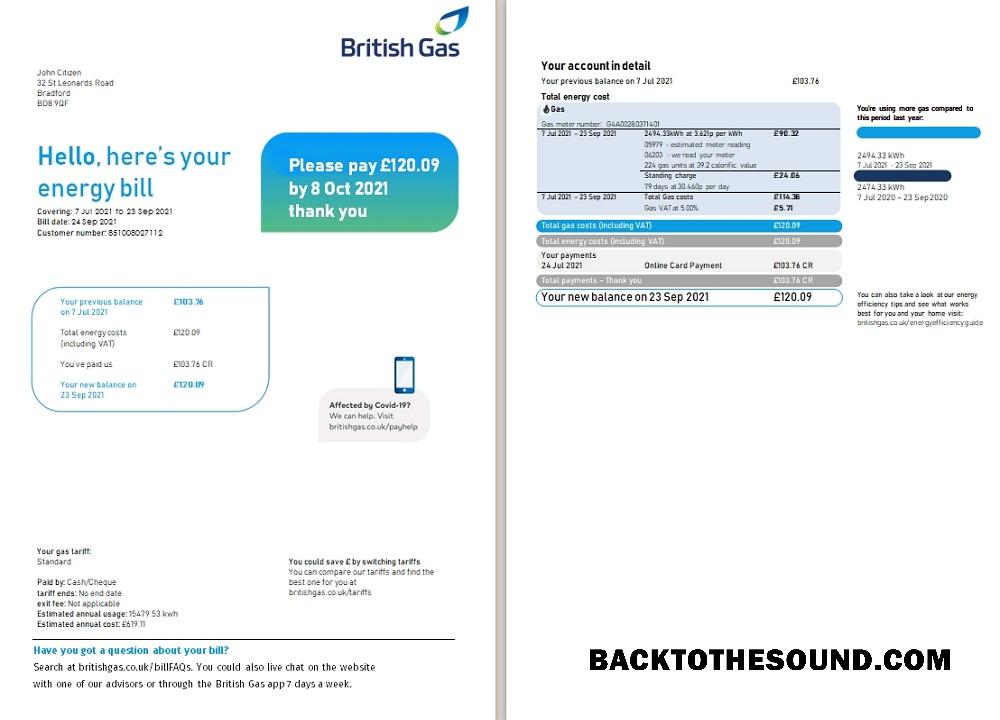 British Gas
John Citizen
32 St Leonards Road
Bradford
BD8 9QF
Hello, here's your
energy bill
Covering: 7 Jul 2021 to 23 Sep 2021
Bill date: 24 Sep 2021
Customer number: 851008027112
Please pay £120.09
by 8 Oct 2021
thank you
Your previous balance £103.76
on 7 Jul 2021
Total energy costs £120.09
(including VAT)
You've paid us £103.76 CR
Your new balance on £120.09
23 Sep 2021
Affected by Covid-19?
We can help. Visit
britishgas.co.uk/payhelp
Your gas tariff:
Standard
Paid by: Cash/Cheque
tariff ends: No end date
exit fee: Not applicable
Estimated annual usage: 15479.53 kwh
Estimated annual cost: £619.11
You could save £ by switching tariffs
You can compare our tariffs and find the
best one for you at
britishgas.co.uk/tariffs
Have you got a question about your bill?
Search at britishgas.co.uk/billFAQs. You could also live chat on the website
with one of our advisors or through the British Gas app 7 days a week.
Your account in detail
Your previous balance on 7 Jul 2021 £103.76
Total energy cost
Gas
Gas meter number: G4A00280371401
7 Jul 2021 - 23 Sep 2021 2494.33kWh at 3.621p per kWh £90.32
05979 - estimated meter reading
06203 - we read your meter
224 gas units at 39.2 calorific value
Standing charge £24.06
79 days at 30.460p per day
7 Jul 2021 - 23 Sep 2021 Total Gas costs £114.38
Gas VAT at 5.00% £5.71
Total gas costs (including VAT) £120.09
Total energy costs (including VAT) £120.09
Your payments
24 Jul 2021 Online Card Payment £103.76 CR
Total payments – Thank you £103.76 CR
Your new balance on 23 Sep 2021 £120.09
You're using more gas compared to
this period last year:
2494.33 kWh
7 Jul 2021 - 23 Sep 2021
2474.33 kWh
7 Jul 2020 – 23 Sep 2020
You can also take a look at our energy
efficiency tips and see what works
best for you and your home visit:
britishgas.co.uk/energyefficiencyguide
BACKTOTHESOUND.COM